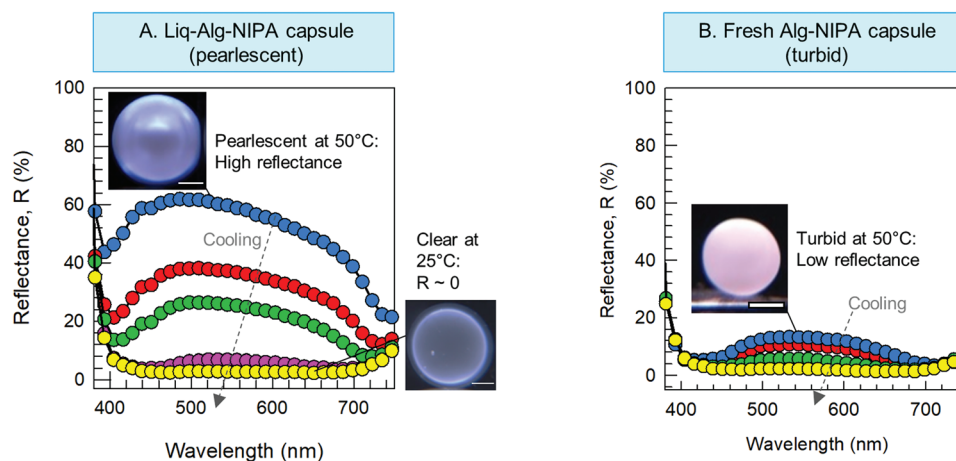 A. Liq-Alg-NIPA capsule
(pearlescent)
100
80
60
40
20
0
Reflectance, R (%)
Pearlescent at 50°C:
High reflectance
Cooling
Clear at
25°C:
R ~ 0
400
500
600
700
Wavelength (nm)
B. Fresh Alg-NIPA capsule
(turbid)
100
80
60
40
20
0
Reflectance, R (%)
Turbid at 50°C:
Low reflectance
Cooling
400
500
600
700
Wavelength (nm)